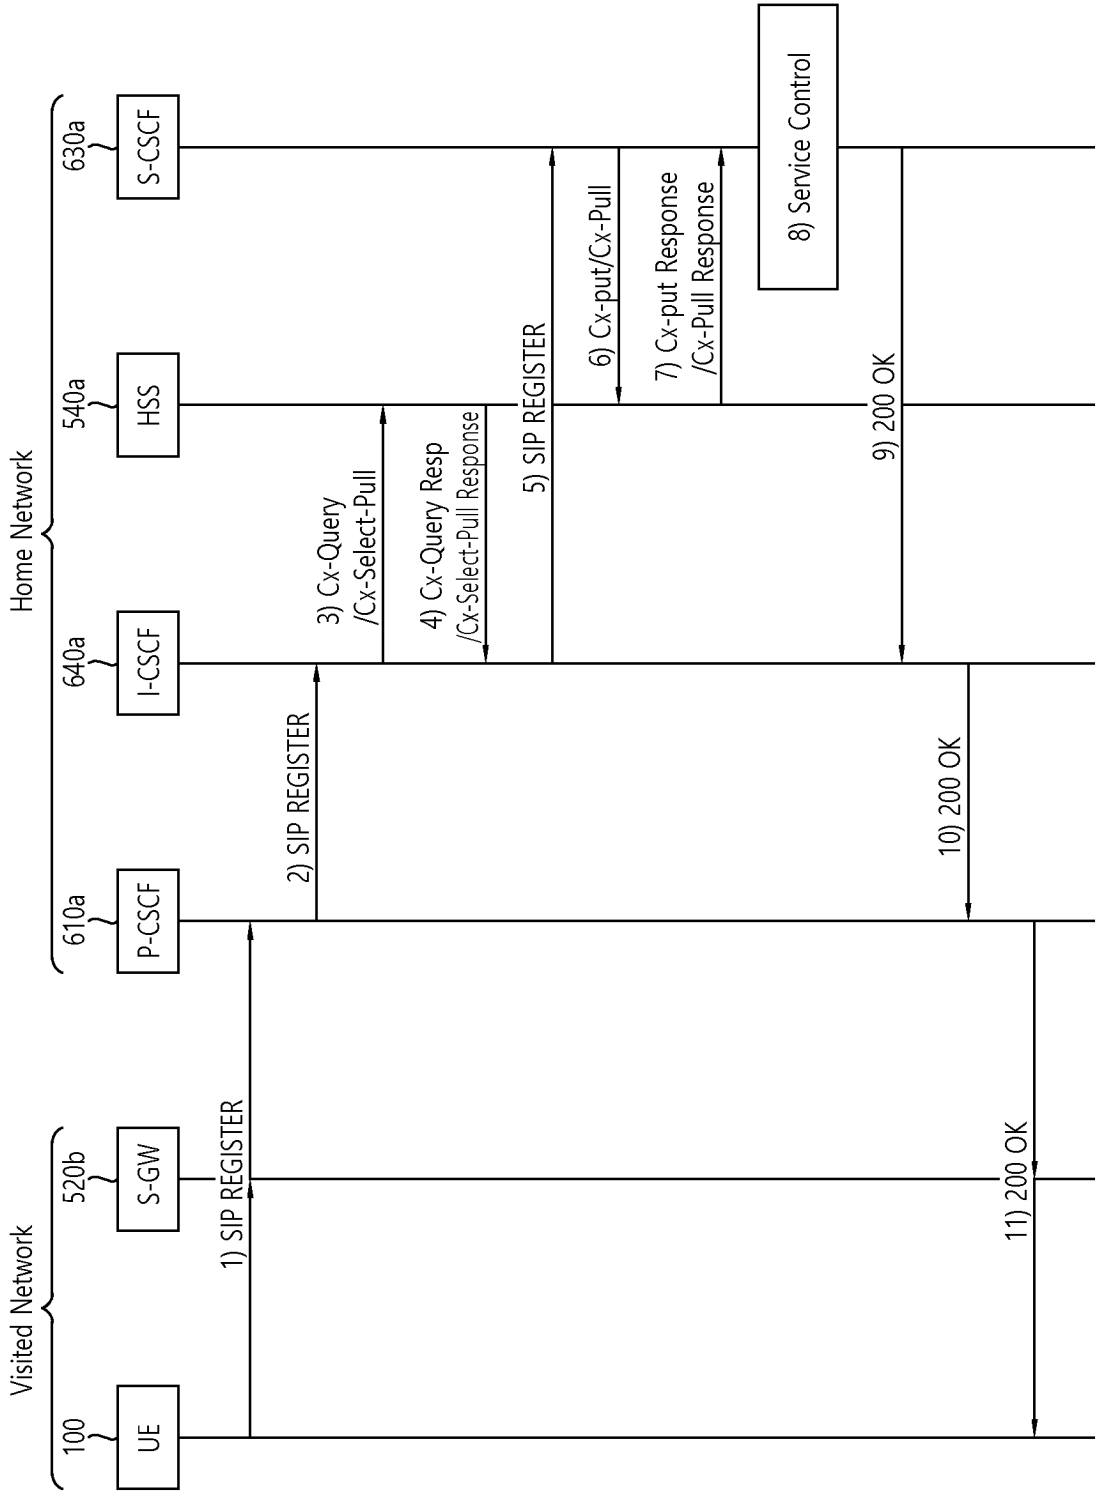 Visited Network
Home Network
100
520b
610a
640a
540a
630a
UE
S-GW
P-CSCF
I-CSCF
HSS
S-CSCF
1) SIP REGISTER
2) SIP REGISTER
3) Cx-Query
/Cx-Select-Pull
4) Cx-Query Resp
/Cx-Select-Pull Response
5) SIP REGISTER
6) Cx-put/Cx-Pull
7) Cx-put Response
/Cx-Pull Response
8) Service Control
9) 200 OK
10) 200 OK
11) 200 OK